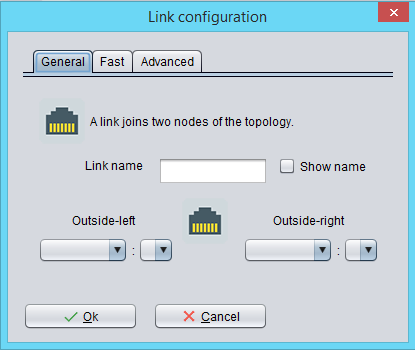 Link configuration
General Fast Advanced
A link joins two nodes of the topology.
Link name Show name
Outside-left Outside-right
: :
Ok Cancel